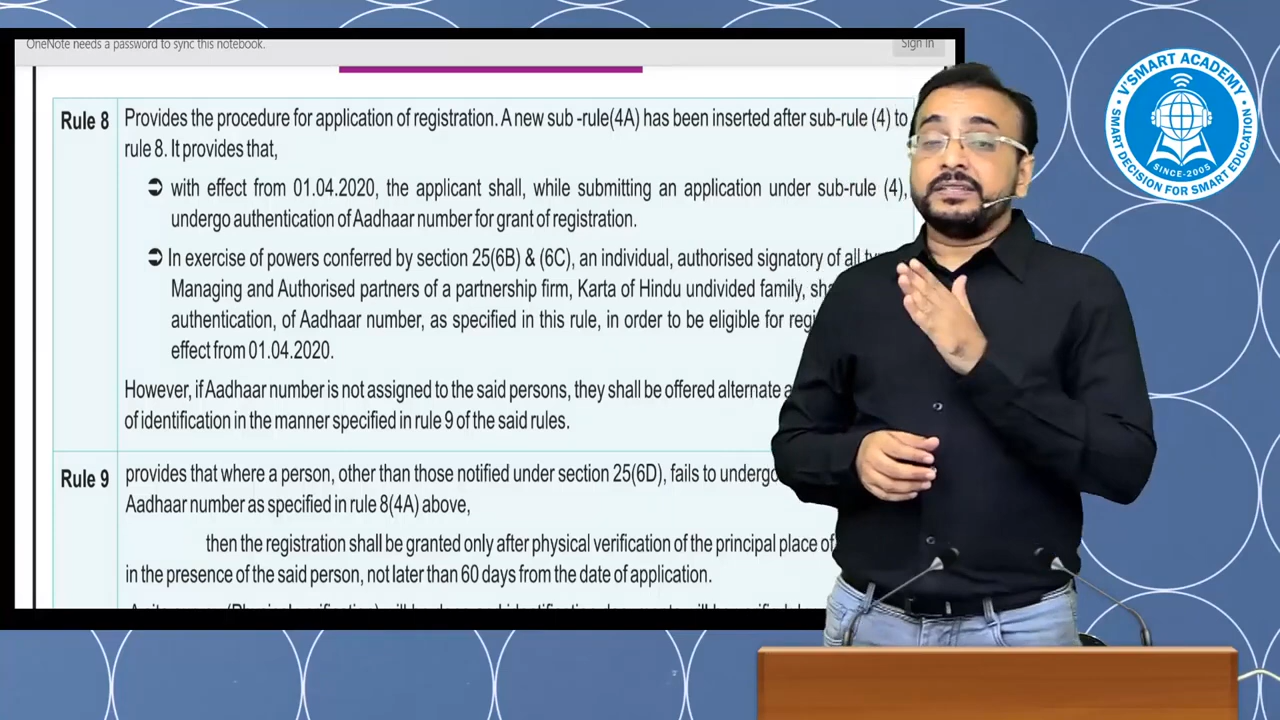 OneNote needs a password to sync this notebook.
Sign in
Rule 8
Provides the procedure for application of registration. A new sub -rule(4A) has been inserted after sub-rule (4) to
rule 8. It provides that,
➲ with effect from 01.04.2020, the applicant shall, while submitting an application under sub-rule (4),
undergo authentication of Aadhaar number for grant of registration.
➲ In exercise of powers conferred by section 25(6B) & (6C), an individual, authorised signatory of all
Managing and Authorised partners of a partnership firm, Karta of Hindu undivided family,
authentication, of Aadhaar number, as specified in this rule, in order to be eligible for
effect from 01.04.2020.
However, if Aadhaar number is not assigned to the said persons, they shall be offered alternate
of identification in the manner specified in rule 9 of the said rules.
Rule 9
provides that where a person, other than those notified under section 25(6D), fails to undergo
Aadhaar number as specified in rule 8(4A) above,
then the registration shall be granted only after physical verification of the principal place of
in the presence of the said person, not later than 60 days from the date of application.
V'SMART ACADEMY
SINCE-2005
SMART DECISION FOR SMART EDUCATION